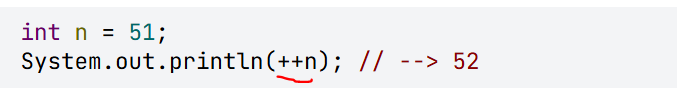 int n = 51;
System.out.println(++n); // --> 52